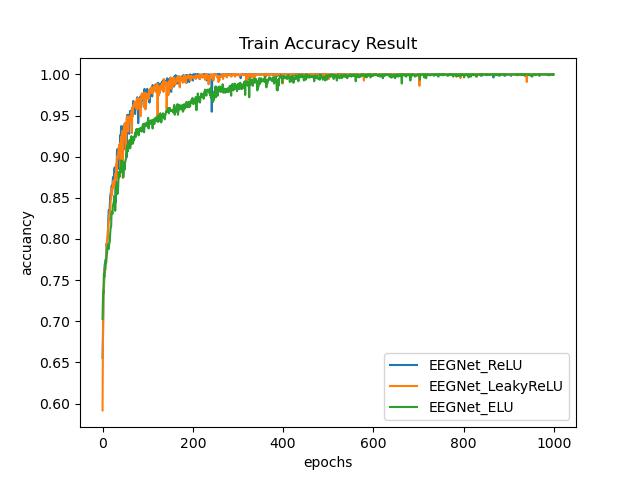 Train Accuracy Result
1.00
0.95
0.90
0.85
0.80
0.75
0.70
0.65
0.60
accuancy
EEGNet_ReLU
EEGNet_LeakyReLU
EEGNet_ELU
0 200 400 600 800 1000
epochs